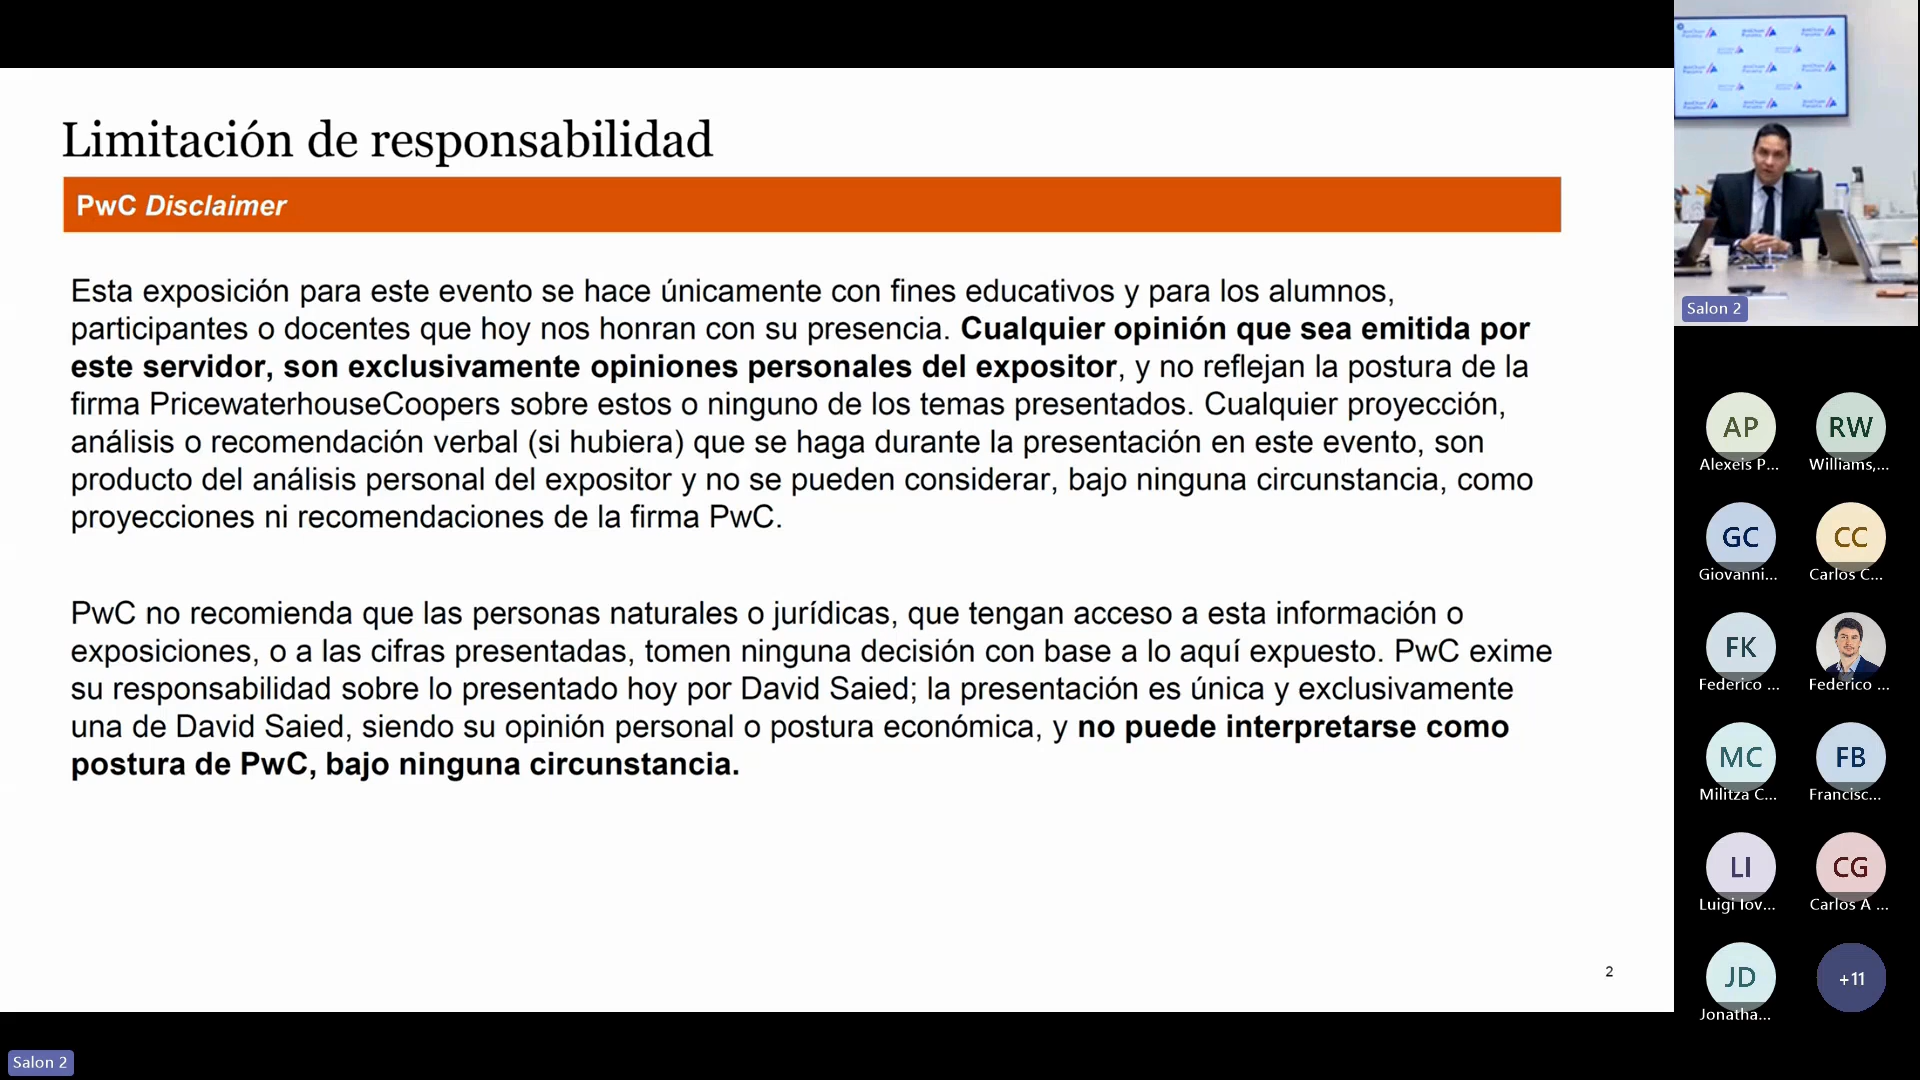 Limitación de responsabilidad
PwC Disclaimer
Esta exposición para este evento se hace únicamente con fines educativos y para los alumnos,
participantes o docentes que hoy nos honran con su presencia. Cualquier opinión que sea emitida por
este servidor, son exclusivamente opiniones personales del expositor, y no reflejan la postura de la
firma PricewaterhouseCoopers sobre estos o ninguno de los temas presentados. Cualquier proyección,
análisis o recomendación verbal (si hubiera) que se haga durante la presentación en este evento, son
producto del análisis personal del expositor y no se pueden considerar, bajo ninguna circunstancia, como
proyecciones ni recomendaciones de la firma PwC.
PwC no recomienda que las personas naturales o jurídicas, que tengan acceso a esta información o
exposiciones, o a las cifras presentadas, tomen ninguna decisión con base a lo aquí expuesto. PwC exime
su responsabilidad sobre lo presentado hoy por David Saied; la presentación es única y exclusivamente
una de David Saied, siendo su opinión personal o postura económica, y no puede interpretarse como
postura de PwC, bajo ninguna circunstancia.
2
Salon 2
Salon 2
AP
RW
Alexeis P...
Williams,...
GC
CC
Giovanni...
Carlos C...
FK
Federico ...
Federico ...
MC
FB
Militza C...
Francisc...
LI
CG
Luigi Iov...
Carlos A ...
JD
+11
Jonatha...